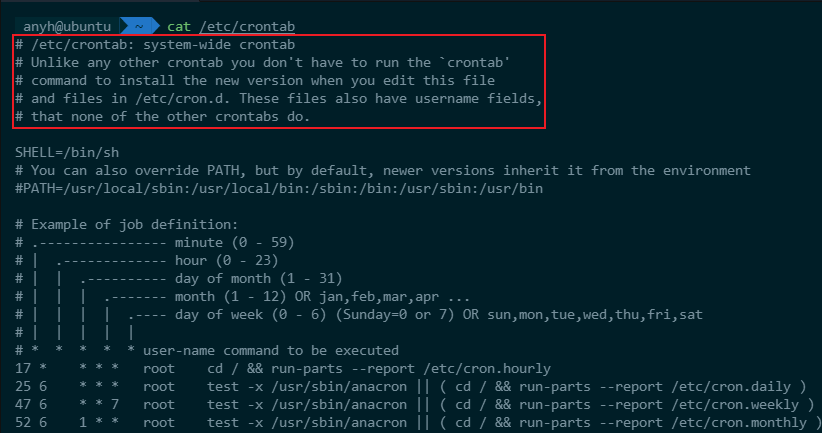 anyh@ubuntu ~ cat /etc/crontab
# /etc/crontab: system-wide crontab
# Unlike any other crontab you don't have to run the `crontab'
# command to install the new version when you edit this file
# and files in /etc/cron.d. These files also have username fields,
# that none of the other crontabs do.

SHELL=/bin/sh
# You can also override PATH, but by default, newer versions inherit it from the environment
#PATH=/usr/local/sbin:/usr/local/bin:/sbin:/bin:/usr/sbin:/usr/bin

# Example of job definition:
# .---------------- minute (0 - 59)
# |  .------------- hour (0 - 23)
# |  |  .---------- day of month (1 - 31)
# |  |  |  .------- month (1 - 12) OR jan,feb,mar,apr ...
# |  |  |  |  .---- day of week (0 - 6) (Sunday=0 or 7) OR sun,mon,tue,wed,thu,fri,sat
# |  |  |  |  |
# *  *  *  *  * user-name command to be executed
17 *    * * *   root    cd / && run-parts --report /etc/cron.hourly
25 6    * * *   root    test -x /usr/sbin/anacron || ( cd / && run-parts --report /etc/cron.daily )
47 6    * * 7   root    test -x /usr/sbin/anacron || ( cd / && run-parts --report /etc/cron.weekly )
52 6    1 * *   root    test -x /usr/sbin/anacron || ( cd / && run-parts --report /etc/cron.monthly )